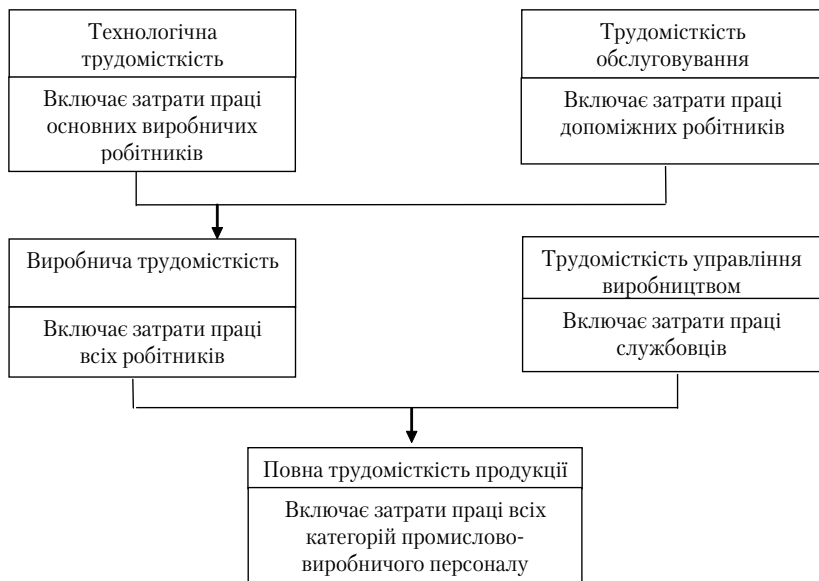 Технологічна
трудомісткість
Включає затрати праці
основних виробничих
робітників
Трудомісткість
обслуговування
Включає затрати праці
допоміжних робітників
Виробнича трудомісткість
Включає затрати праці
всіх робітників
Трудомісткість управління
виробництвом
Включає затрати праці
службовців
Повна трудомісткість продукції
Включає затрати праці всіх
категорій промислово-
виробничого персоналу